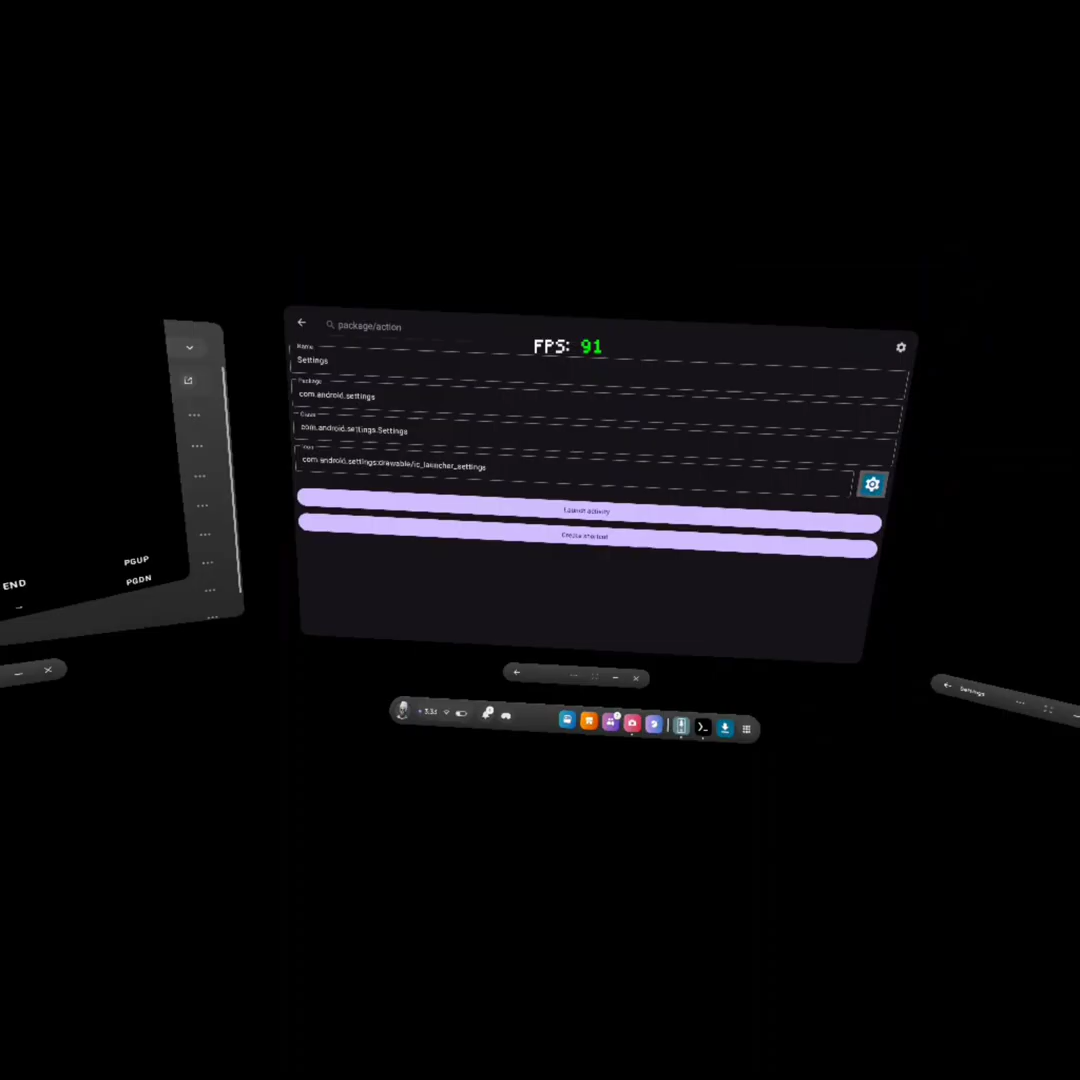 package/action
FPS: 91
Name
Settings
Package
com.android.settings
Class
com.android.settings.Settings
Icon
com.android.settings:drawable/ic_launcher_settings
Launch activity
Create shortcut
PGUP
END
PGDN
Settings